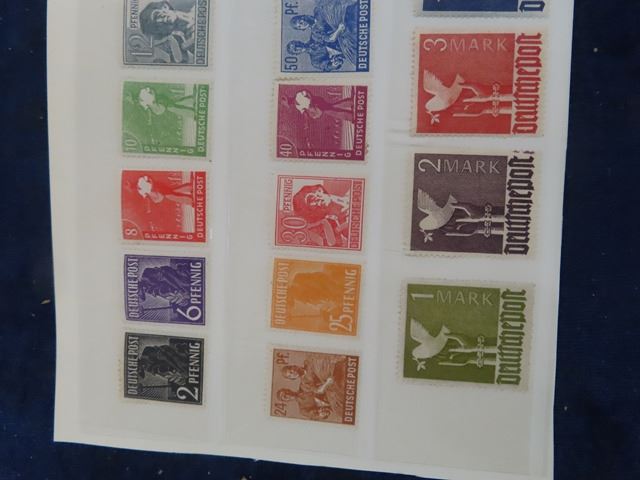 12
PFENNIG
10
PFENNIG
DEUTSCHE POST
8
PFENNIG
DEUTSCHE POST
DEUTSCHE POST
6 PFENNIG
DEUTSCHE POST
2 PFENNIG
50 PF.
DEUTSCHE POST
40
PFENNIG
DEUTSCHE POST
30
PFENNIG
DEUTSCHE POST
DEUTSCHE POST
25 PFENNIG
24 PF.
DEUTSCHE POST
3 MARK
Deutsche Post
2 MARK
Deutsche Post
1 MARK
Deutsche Post